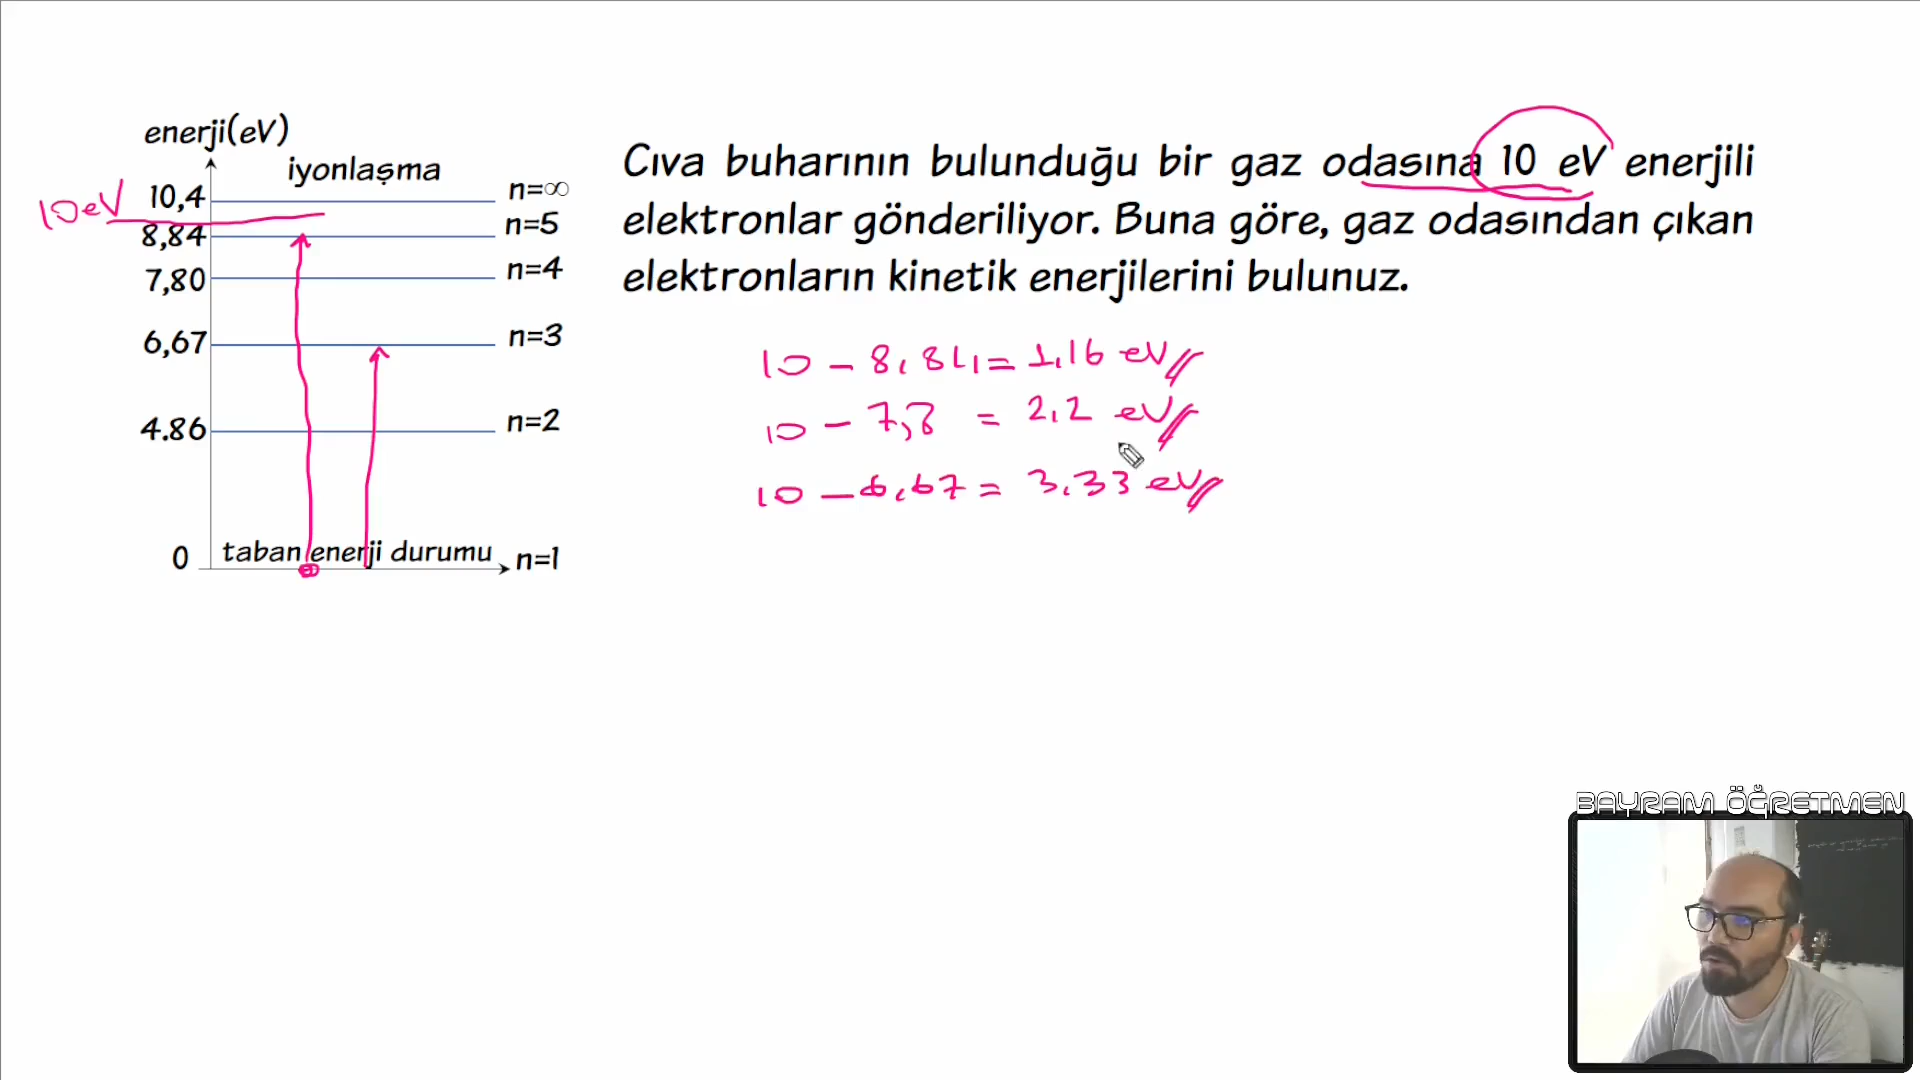 enerji(eV)
iyonlaşma
10eV
10,4
n=∞
8,84
n=5
7,80
n=4
6,67
n=3
4.86
n=2
0
taban enerji durumu
n=1
Cıva buharının bulunduğu bir gaz odasına 10 eV enerjili
elektronlar gönderiliyor. Buna göre, gaz odasından çıkan
elektronların kinetik enerjilerini bulunuz.
10 - 8,84 = 1,16 eV
10 - 7,8 = 2,2 eV
10 - 6,67 = 3,33 eV
BAYRAM ÖĞRETMEN